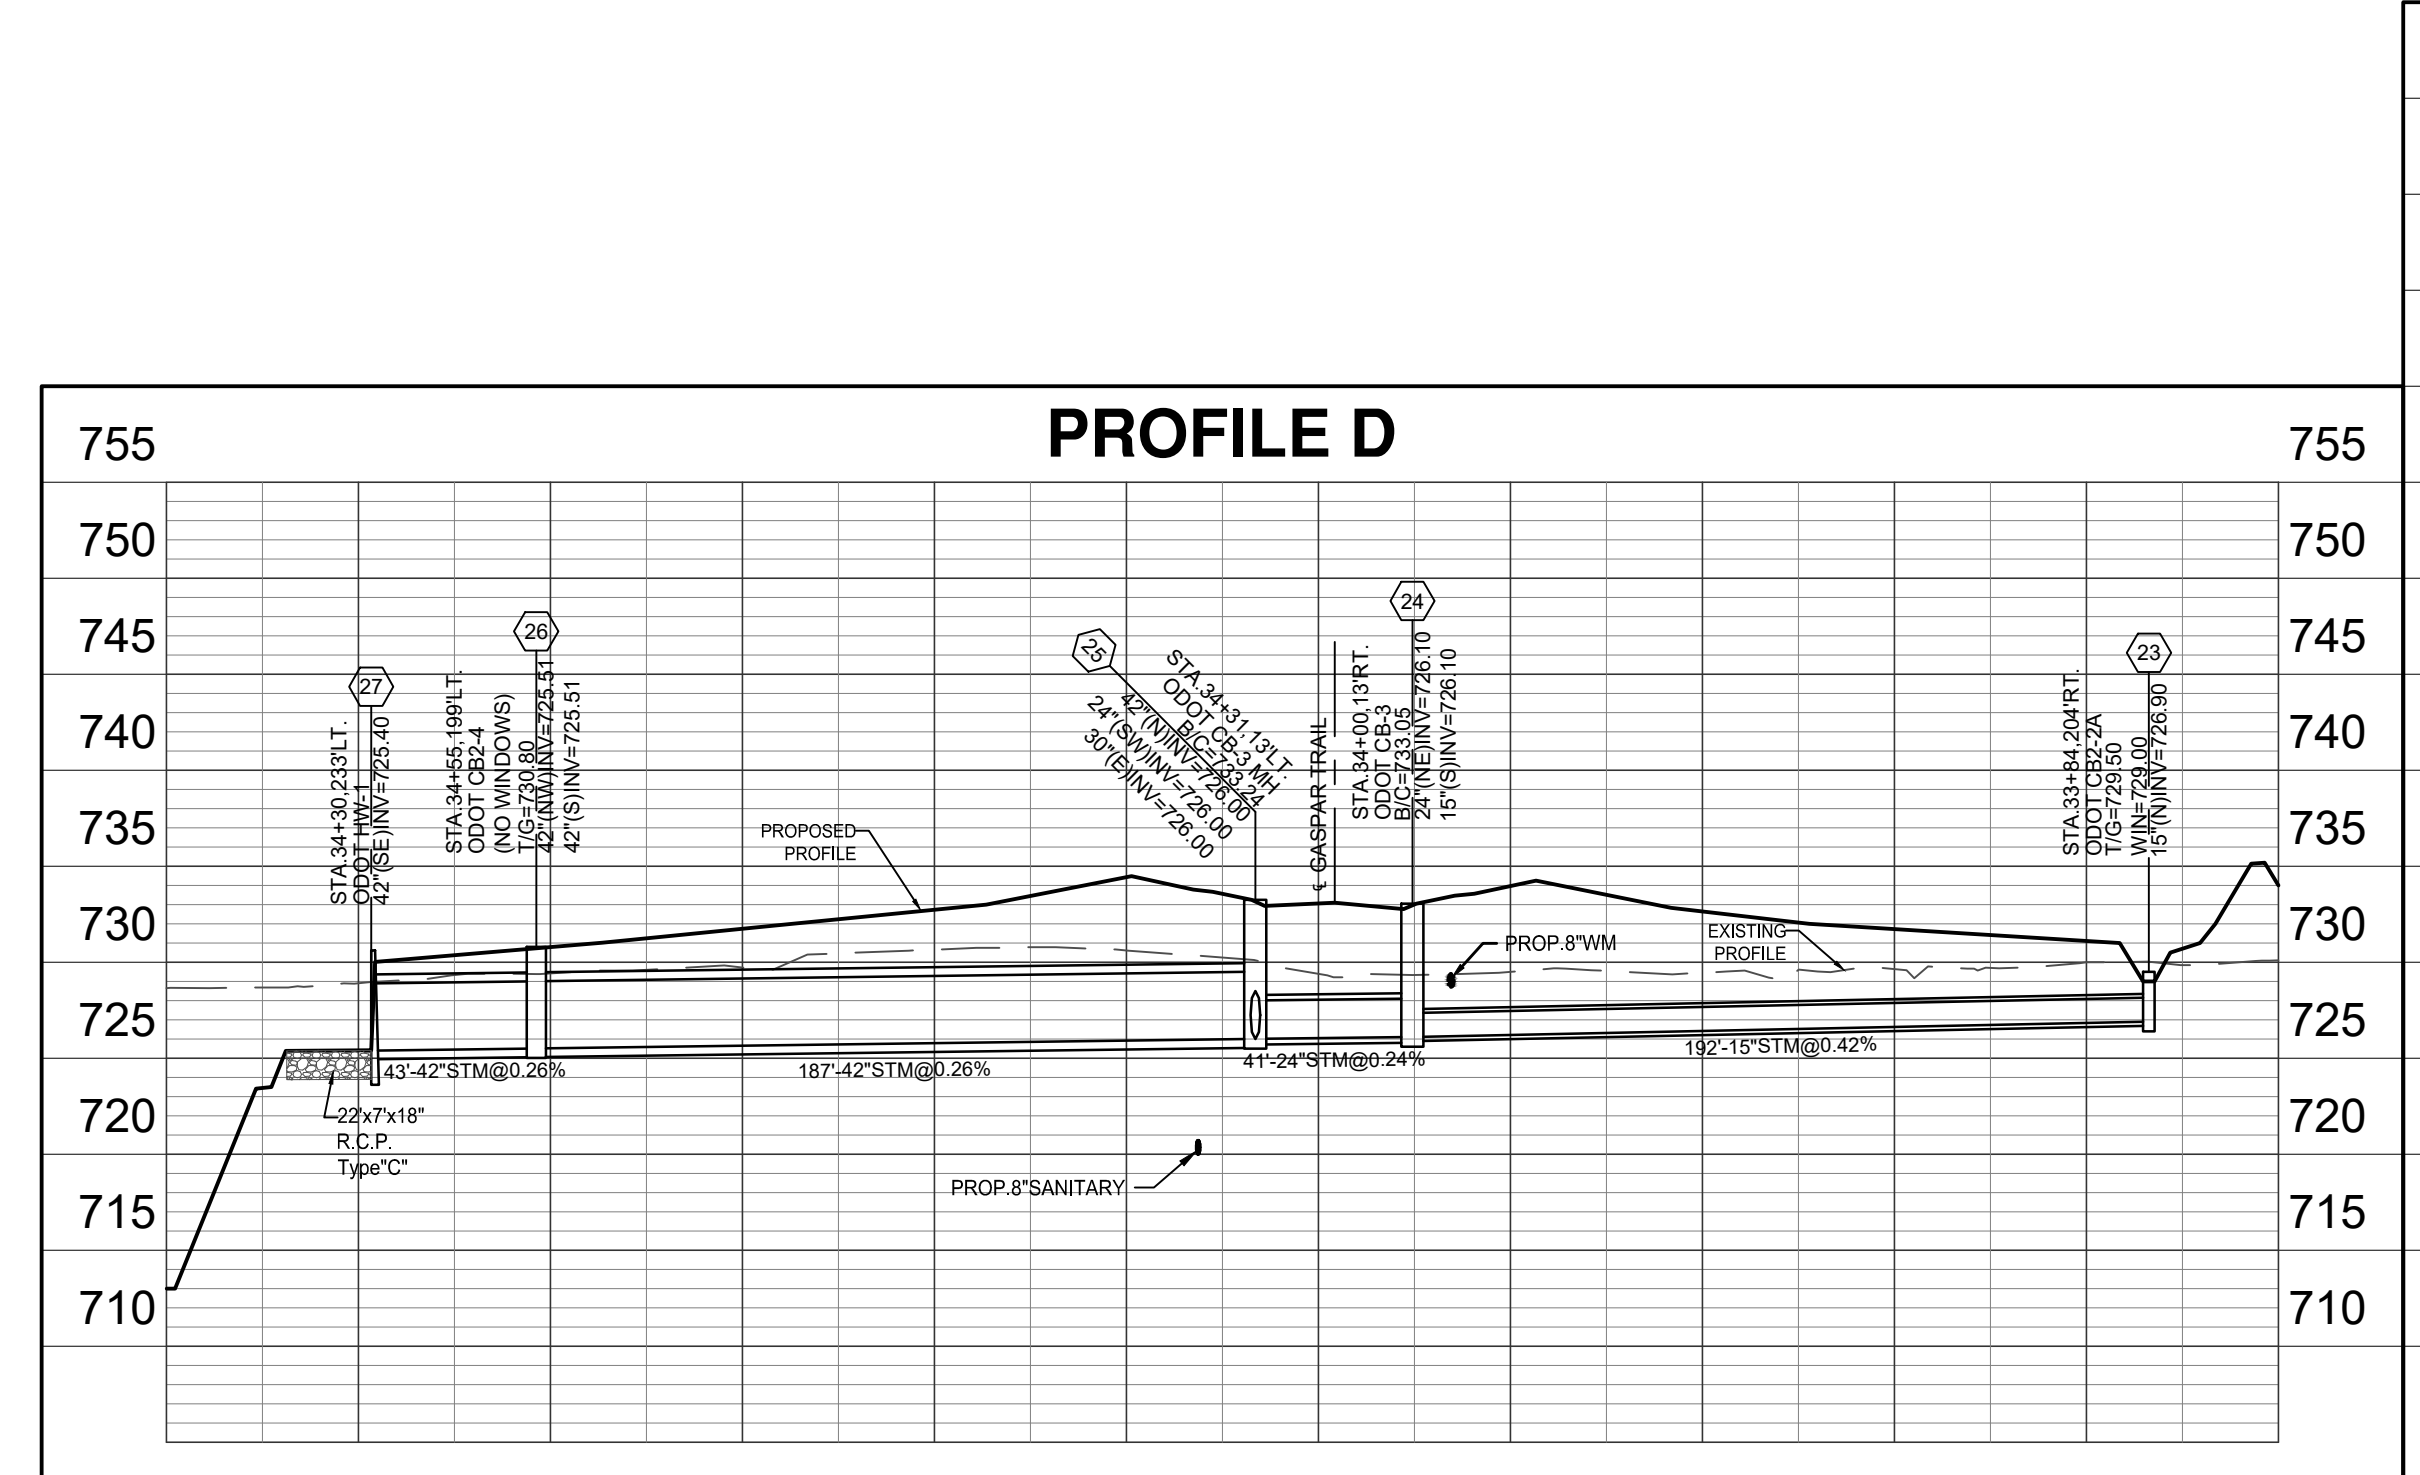 PROFILE D
755
755
750
750
745
745
740
740
735
735
730
730
725
725
720
720
715
715
710
710
27
STA.34+30,233'LT.
ODOT HW-1
42"(SE)INV=725.40
26
STA.34+55,199'LT.
ODOT CB2-4
(NO WINDOWS)
T/G=730.80
42"(NW)INV=725.51
42"(S)INV=725.51
PROPOSED
PROFILE
25
STA.34+31,13'LT.
ODOT CB-3 MH
B/C=733.24
42"(N)INV=726.00
24"(SW)INV=726.00
30"(E)INV=726.00
℄ GASPAR TRAIL
24
STA.34+00,13'RT.
ODOT CB-3
B/C=733.05
24"(NE)INV=726.10
15"(S)INV=726.10
23
STA.33+84,204'RT.
ODOT CB2-2A
T/G=729.50
WIN=729.00
15"(N)INV=726.90
PROP.8"WM
EXISTING
PROFILE
43'-42"STM@0.26%
187'-42"STM@0.26%
41'-24"STM@0.24%
192'-15"STM@0.42%
22'x7'x18"
R.C.P.
Type"C"
PROP.8"SANITARY